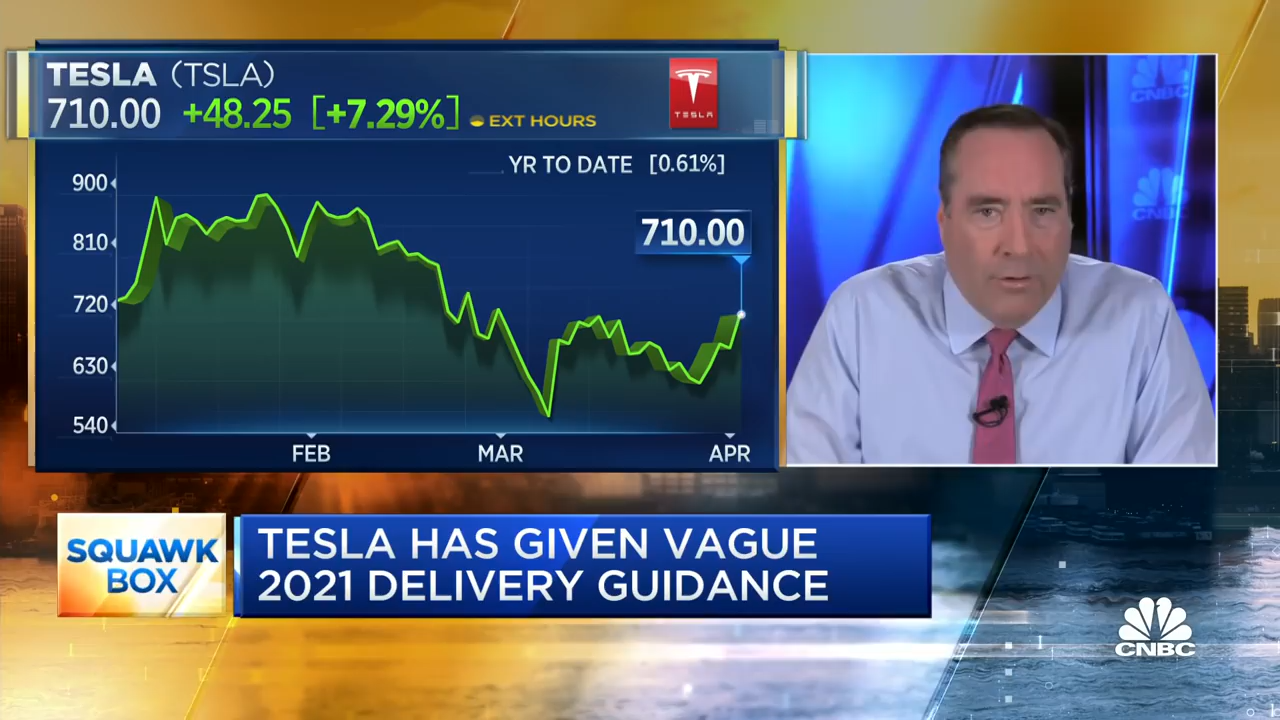 TESLA (TSLA)
710.00 +48.25 [+7.29%] EXT HOURS
TESLA
YR TO DATE [0.61%]
900
810
720
630
540
710.00
FEB MAR APR
CNBC
CNBC
SQUAWK
BOX
TESLA HAS GIVEN VAGUE
2021 DELIVERY GUIDANCE
CNBC